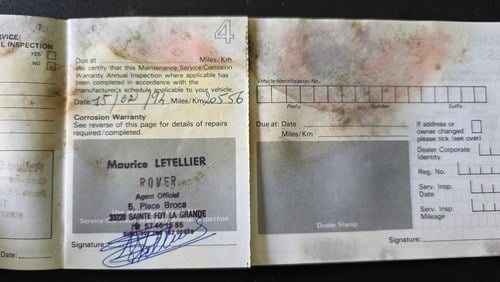 SERVICE/
L INSPECTION
YES
NO
Date:
4
Due at Miles/Km
We certify that this Maintenance Service/Corrosion
Warranty Annual Inspection where applicable has
been completed in accordance with the
manufacturer's schedule applicable to your vehicle.
Date 15/02/94 Miles/Km
Corrosion Warranty
See reverse of this page for details of repairs
required/completed.
Maurice LETELLIER
ROVER
Agent Officiel
5, Place Broca
33220 SAINTE FOY LA GRANDE
Signature:
Vehicle Identification No.
Prefix Number Suffix
Due at: Date
Miles/Km
If address or
owner changed
please tick (see over)
Dealer Corporate
Identity
Reg. No.
Serv. Insp.
Date
Serv. Insp.
Mileage
Dealer Stamp
Signature: